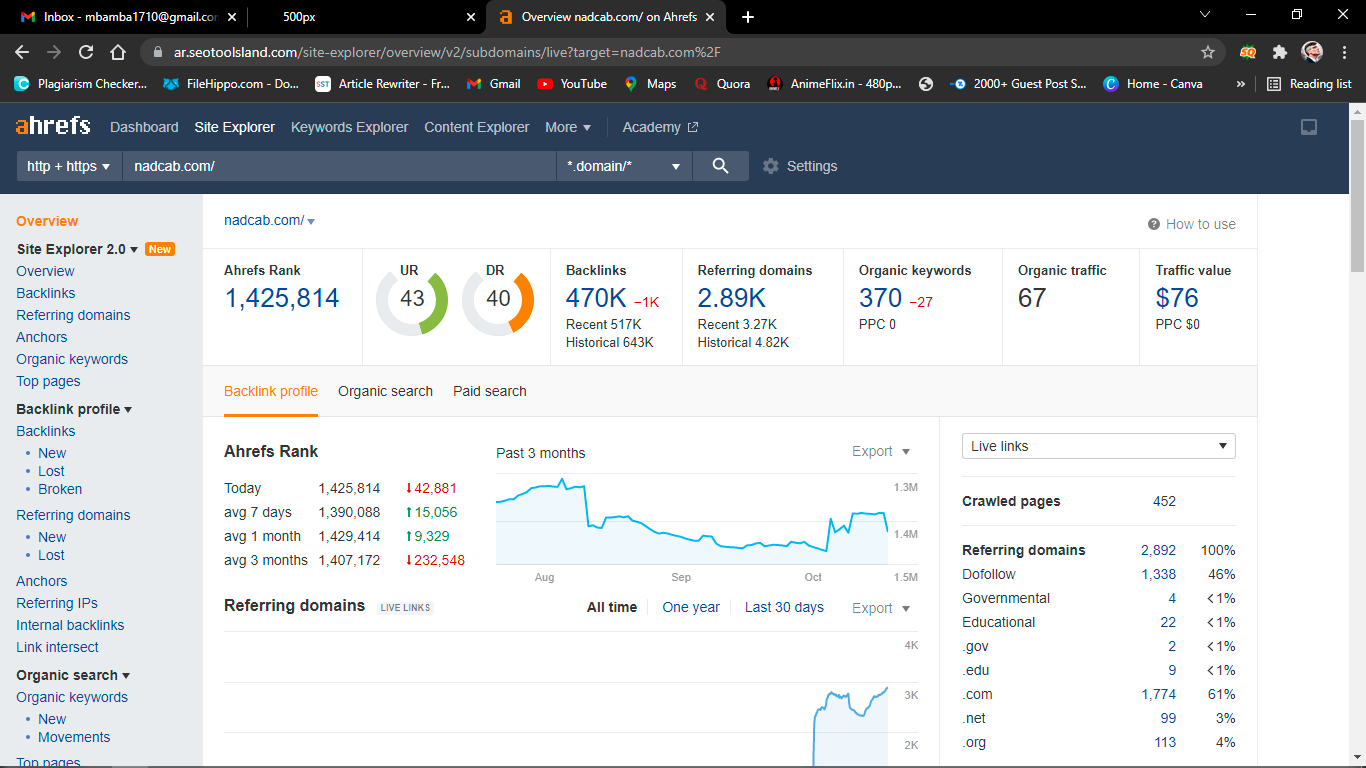 Inbox - mbamba1710@gmail.con
500px
Overview nadcab.com/ on Ahrefs
ar.seotoolsland.com/site-explorer/overview/v2/subdomains/live?target=nadcab.com%2F
Plagiarism Checker...
FileHippo.com - Do...
SST
Article Rewriter - Fr...
Gmail
YouTube
Maps
Quora
AnimeFlix.in - 480p...
2000+ Guest Post S...
Home - Canva
»
Reading list
ahrefs
Dashboard
Site Explorer
Keywords Explorer
Content Explorer
More
Academy
http + https
nadcab.com/
*.domain/*
Settings
Overview
Site Explorer 2.0 New
Overview
Backlinks
Referring domains
Anchors
Organic keywords
Top pages
Backlink profile
Backlinks
• New
• Lost
• Broken
Referring domains
• New
• Lost
Anchors
Referring IPs
Internal backlinks
Link intersect
Organic search
Organic keywords
• New
• Movements
Top pages
nadcab.com/
? How to use
Ahrefs Rank
1,425,814
UR
43
DR
40
Backlinks
470K −1K
Recent 517K
Historical 643K
Referring domains
2.89K
Recent 3.27K
Historical 4.82K
Organic keywords
370 −27
PPC 0
Organic traffic
67
Traffic value
$76
PPC $0
Backlink profile
Organic search
Paid search
Ahrefs Rank
Today 1,425,814 ↓42,881
avg 7 days 1,390,088 ↑15,056
avg 1 month 1,429,414 ↑9,329
avg 3 months 1,407,172 ↓232,548
Past 3 months
Export
1.3M
1.4M
1.5M
Aug Sep Oct
Referring domains LIVE LINKS
All time
One year
Last 30 days
Export
4K
3K
2K
Live links
Crawled pages 452
Referring domains 2,892 100%
Dofollow 1,338 46%
Governmental 4 <1%
Educational 22 <1%
.gov 2 <1%
.edu 9 <1%
.com 1,774 61%
.net 99 3%
.org 113 4%